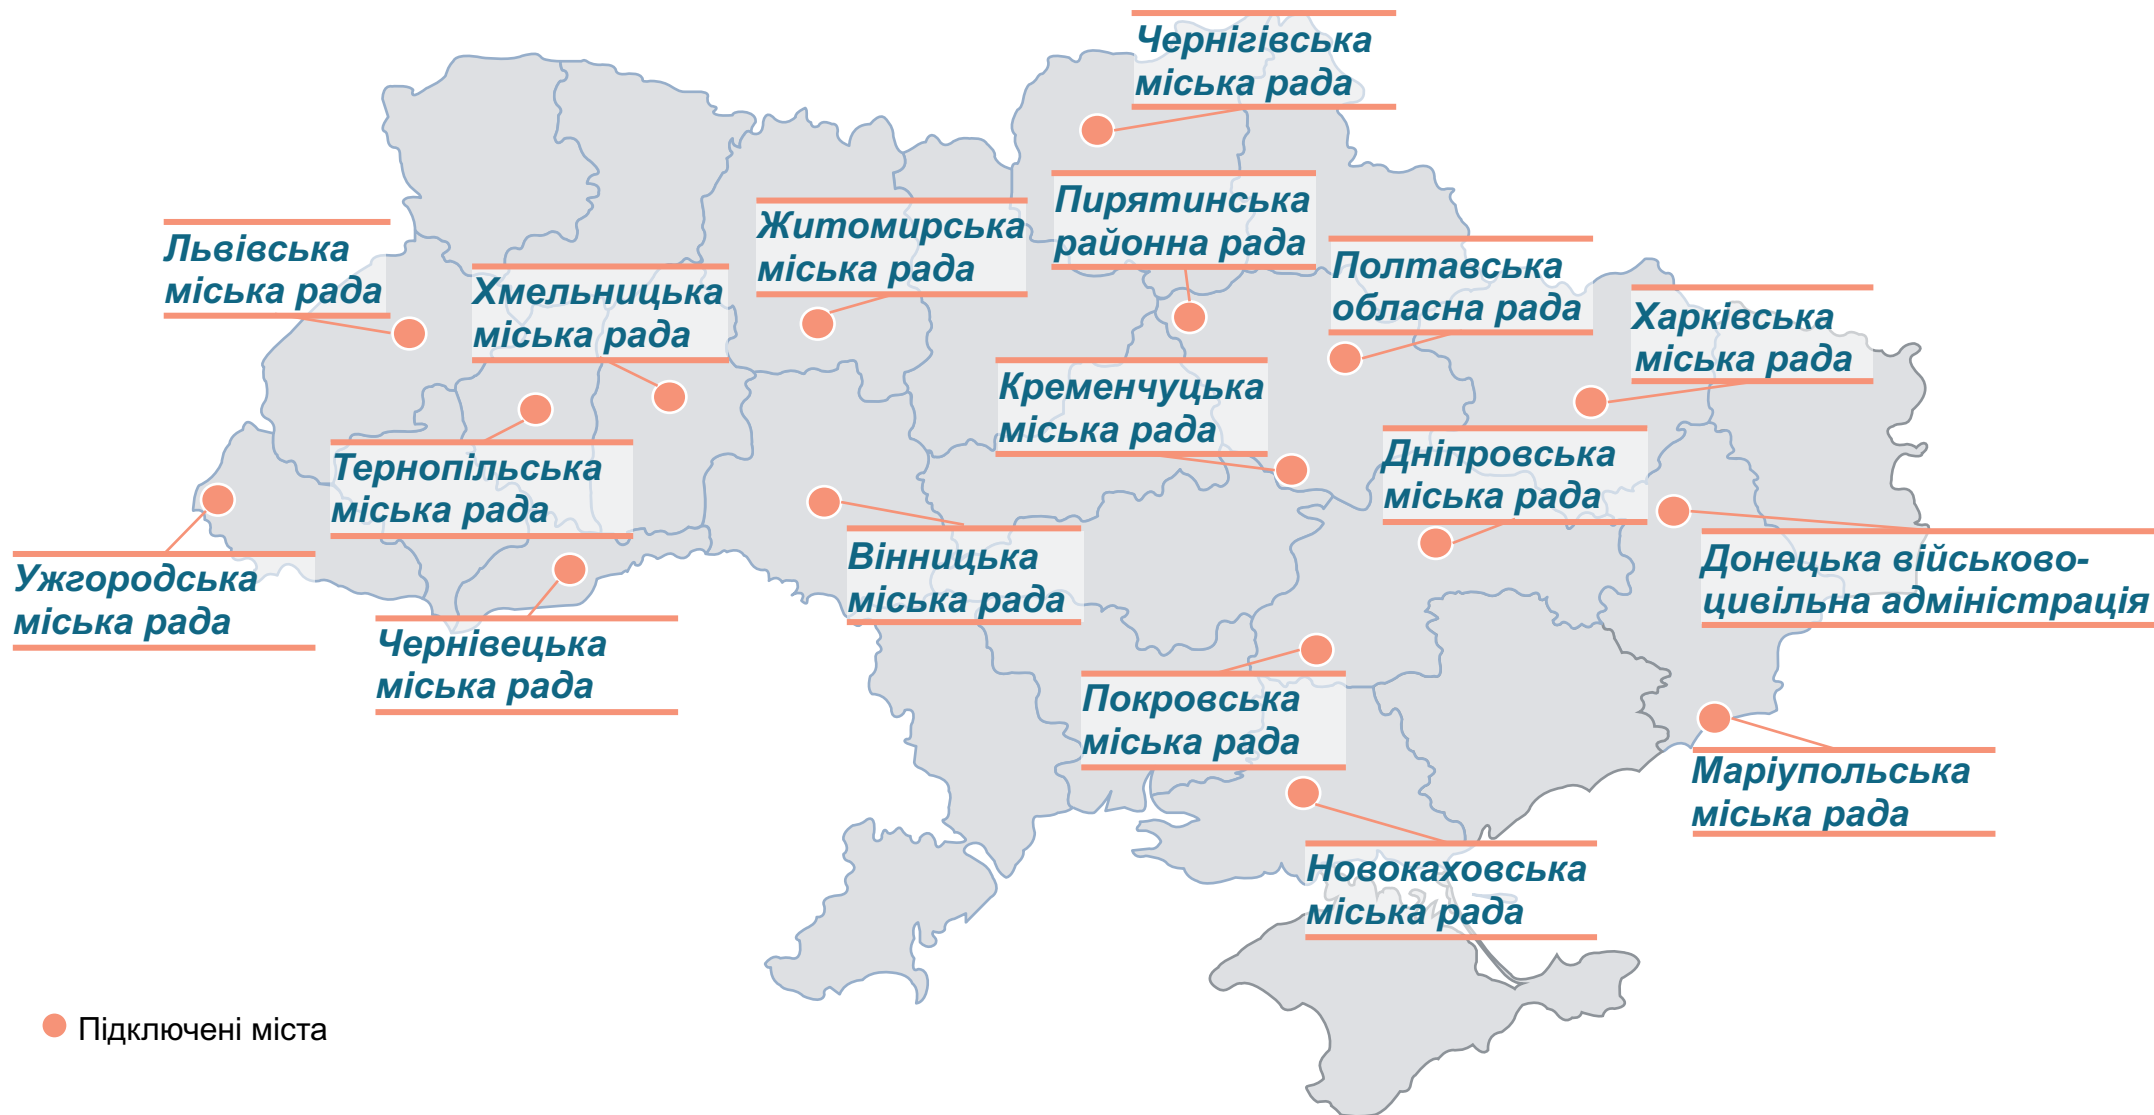 Чернігівська
міська рада
Пирятинська
районна рада
Житомирська
міська рада
Львівська
міська рада
Полтавська
обласна рада
Хмельницька
міська рада
Харківська
міська рада
Кременчуцька
міська рада
Дніпровська
міська рада
Тернопільська
міська рада
Вінницька
міська рада
Донецька військово-
цивільна адміністрація
Ужгородська
міська рада
Чернівецька
міська рада
Покровська
міська рада
Маріупольська
міська рада
Новокаховська
міська рада
Підключені міста